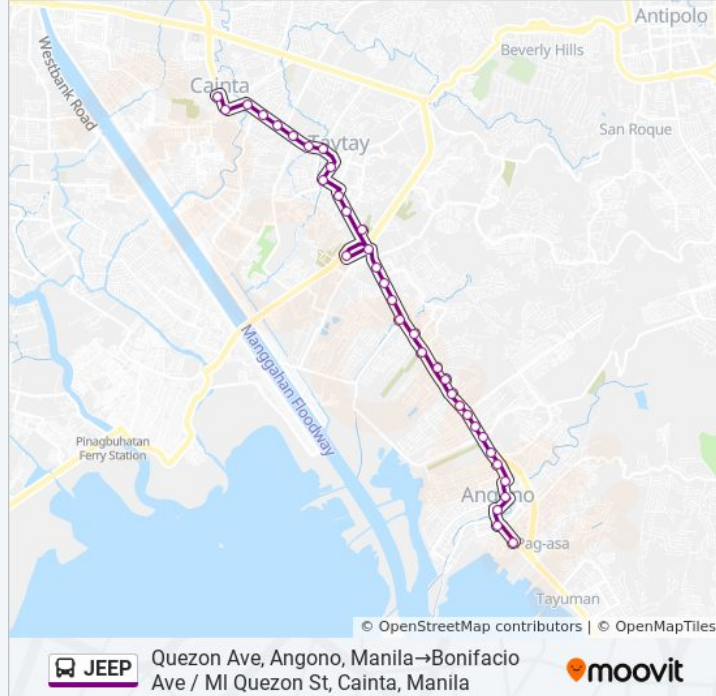 Antipolo
Beverly Hills
Westbank Road
Cainta
San Roque
Taytay
Manggahan Floodway
Pinagbuhatan
Ferry Station
Angono
Pag-asa
Tayuman
© OpenStreetMap contributors | © OpenMapTiles
JEEP
Quezon Ave, Angono, Manila→Bonifacio
Ave / Ml Quezon St, Cainta, Manila
moovit